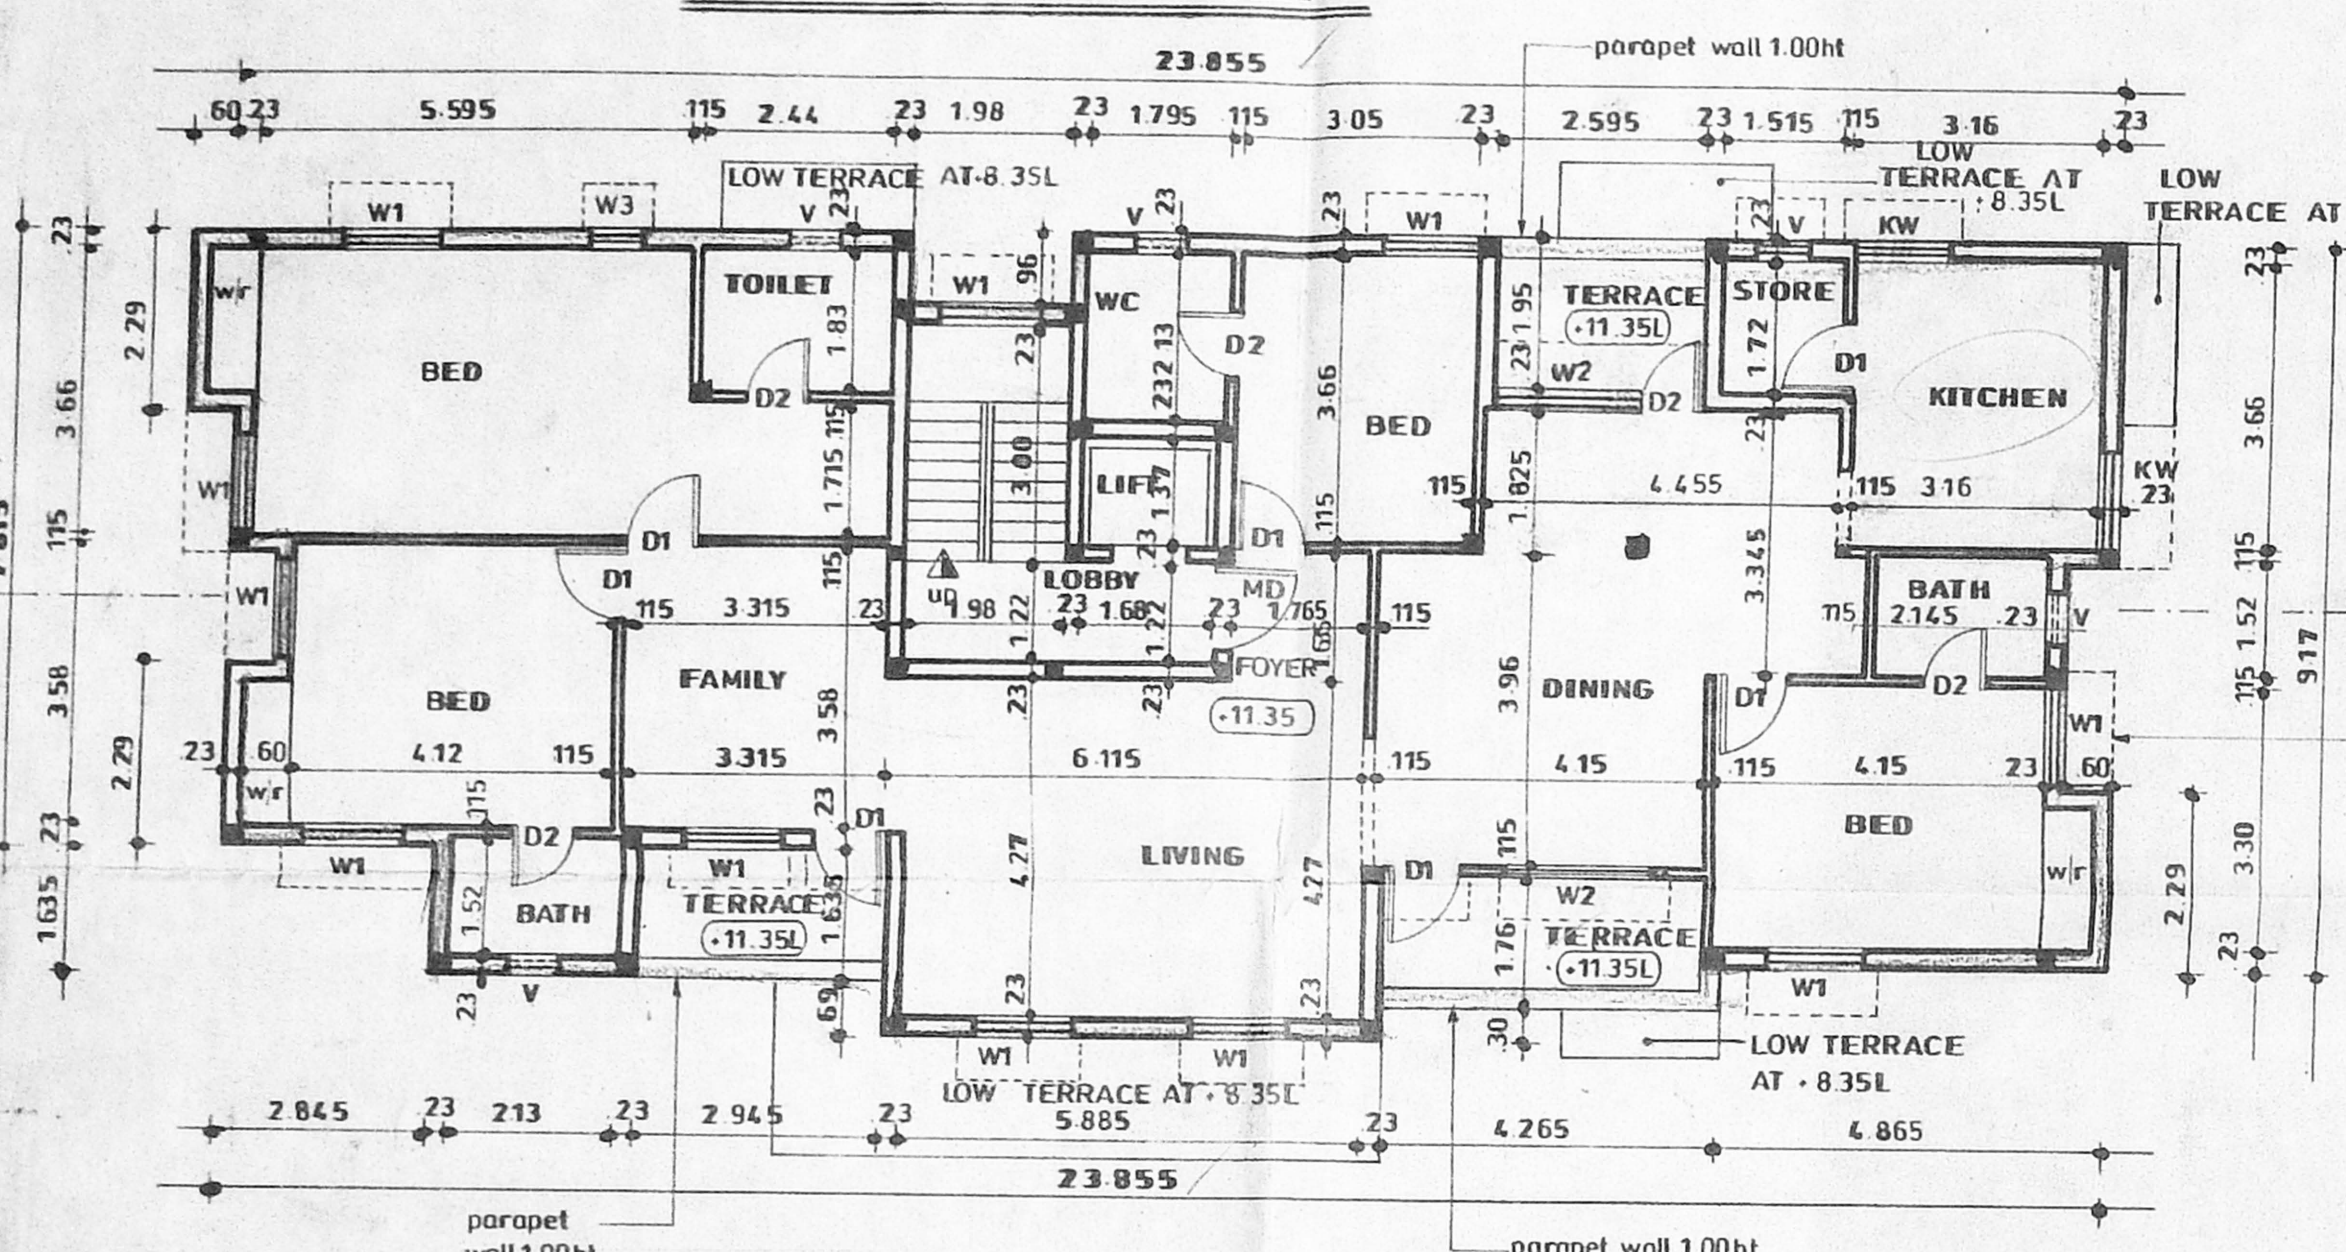 23.855
parapet wall 1.00ht
60 .23 5.595 .115 2.44 .23 1.98 .23 1.795 .115 3.05 .23 2.595 .23 1.515 .115 3.16 .23
LOW TERRACE AT+8.35L
LOW
TERRACE AT
+8.35L
LOW
TERRACE AT
W1 W3 V .23 V .23 .23 W1 .23 V KW
.23 .23
w/r TOILET W1 .96 WC TERRACE STORE
+11.35L
2.29 1.83 .23 2.13 D2 1.95 1.72 D1
BED W2 KITCHEN
D2 .23 D2
3.66 .115 3.66 BED .23 .23 3.66
W1 1.715 3.00 LIFT 1.37 .115 1.825 4.455 .115 3.16 KW
.23
.115 D1 .23 D1 .115 .115
D1 .115 LOBBY MD 3.345 BATH
W1 up
.115 3.315 .23 1.98 .23 1.68 .23 1.765 .115 .115 2.145 .23 V
1.22 1.22 1.52
3.58 BED FAMILY 3.58 FOYER 3.96 DINING D1 D2 .115 9.17
.23 .23 +11.35 W1
2.29 .23 .60 4.12 .115 3.315 6.115 .115 4.15 .115 4.15 .23 60
w/r .115 .23 D1 BED
.23 D2 .115 3.30
W1 W1 4.27 LIVING 4.27 D1 W2 w/r 2.29
1.635 1.52 BATH TERRACE 1.635 1.76 TERRACE
+11.35L +11.35L .23
V .23 .69 .23 .23 W1
W1 W1 .30 LOW TERRACE
AT +8.35L
LOW TERRACE AT +8.35L
2.845 .23 2.13 .23 2.945 .23 5.885 .23 4.265 4.865
23.855
parapet
wall 1.00ht
parapet wall 1.00ht